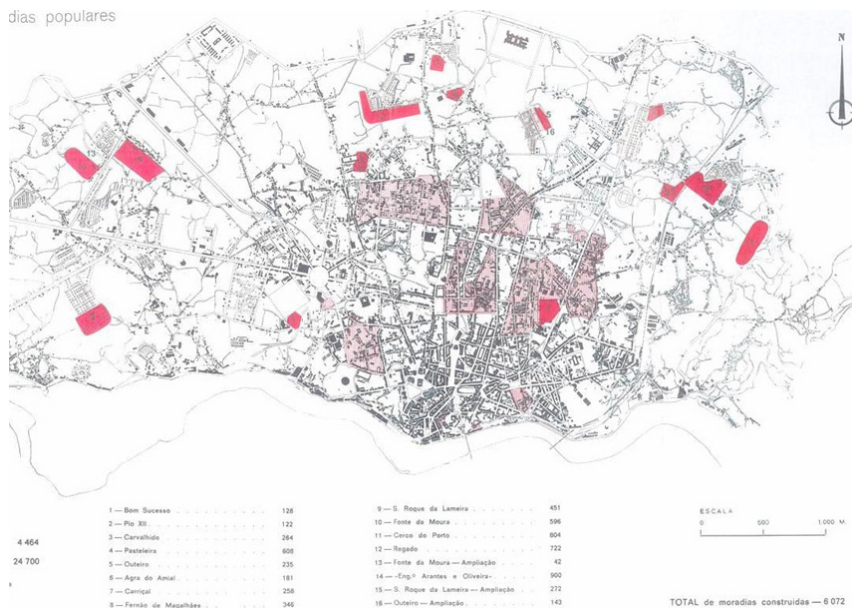 dias populares
N
13
16
1 — Bom Sucesso . . . . . . . . . . 128
2 — Pio XII . . . . . . . . . . 122
3 — Carvalhido . . . . . . . . . . 264
4 — Pasteleira . . . . . . . . . . 608
5 — Outeiro . . . . . . . . . . 235
6 — Agra do Amial . . . . . . . . . . 181
7 — Carriçal . . . . . . . . . . 258
8 — Fernão de Magalhães . . . . . . 346
9 — S. Roque da Lameira . . . . . . . . 451
10 — Fonte da Moura . . . . . . . . 596
11 — Cerco do Porto . . . . . . . . 804
12 — Regado . . . . . . . . . . 722
13 — Fonte da Moura — Ampliação . . . . 42
14 — «Eng.º Arantes e Oliveira» . . . . . 900
15 — S. Roque da Lameira — Ampliação . . 272
16 — Outeiro — Ampliação . . . . . . 143
4 464
24 700
ESCALA
0 500 1.000 M.
TOTAL de moradias construidas — 6 072